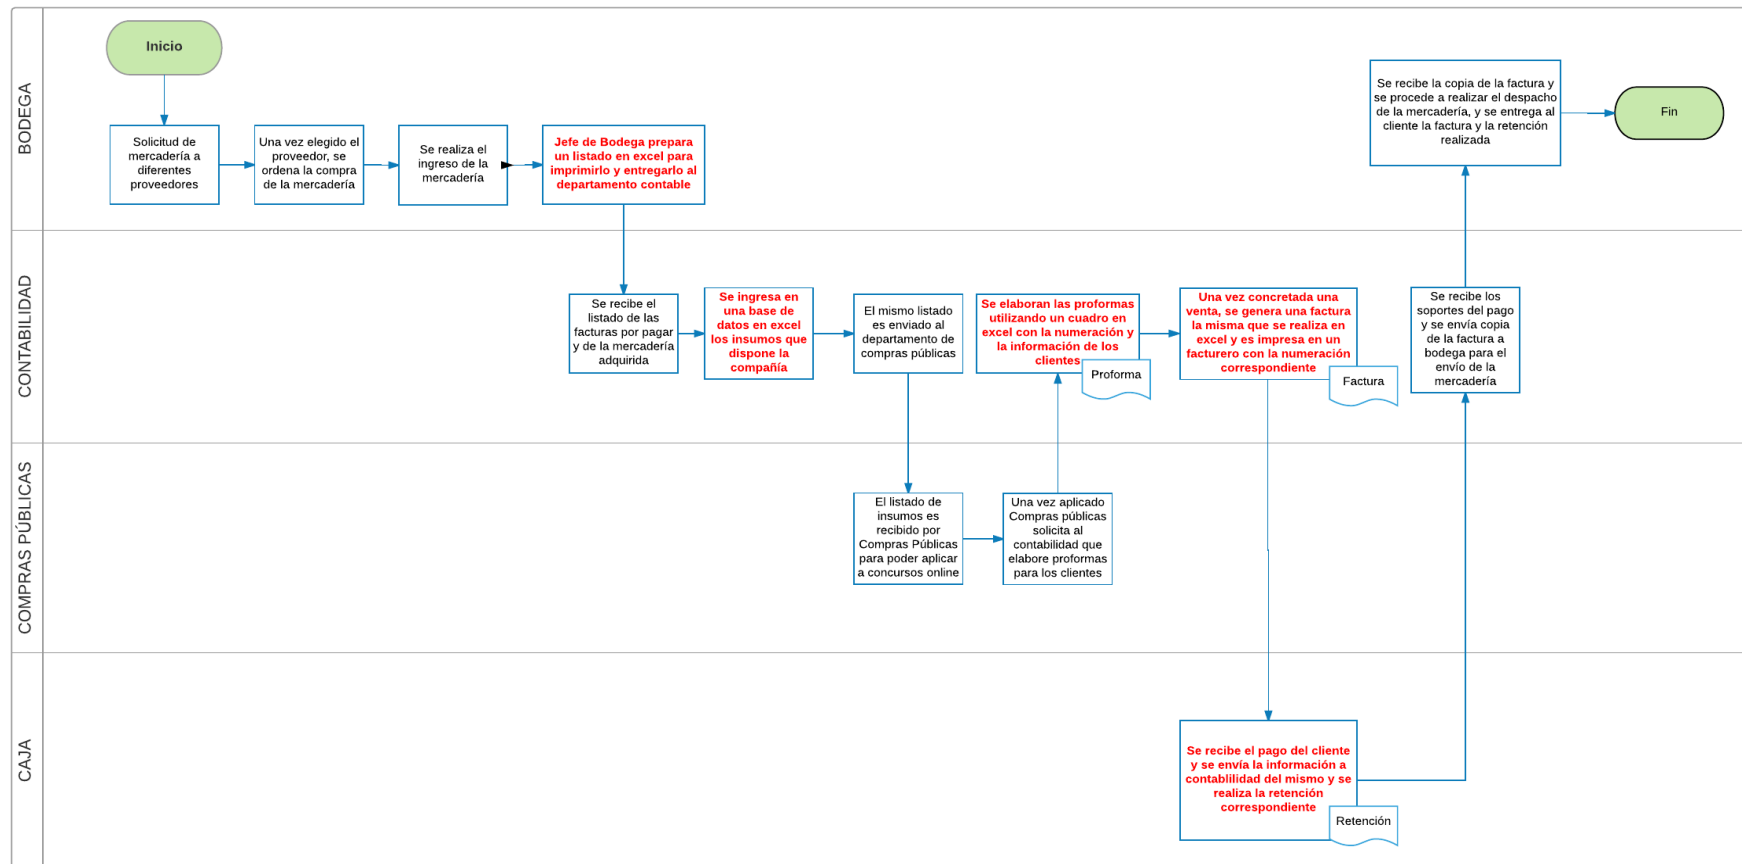 BODEGA
Inicio
Solicitud de
mercadería a
diferentes
proveedores
Una vez elegido el
proveedor, se
ordena la compra
de la mercadería
Se realiza el
ingreso de la
mercadería
Jefe de Bodega prepara
un listado en excel para
imprimirlo y entregarlo al
departamento contable
Se recibe la copia de la factura y
se procede a realizar el despacho
de la mercadería, y se entrega al
cliente la factura y la retención
realizada
Fin
CONTABILIDAD
Se recibe el
listado de las
facturas por pagar
y de la mercadería
adquirida
Se ingresa en
una base de
datos en excel
los insumos que
dispone la
compañía
El mismo listado
es enviado al
departamento de
compras públicas
Se elaboran las proformas
utilizando un cuadro en
excel con la numeración y
la información de los
clientes
Proforma
Una vez concretada una
venta, se genera una factura
la misma que se realiza en
excel y es impresa en un
facturero con la numeración
correspondiente
Factura
Se recibe los
soportes del pago
y se envía copia
de la factura a
bodega para el
envío de la
mercadería
COMPRAS PÚBLICAS
El listado de
insumos es
recibido por
Compras Públicas
para poder aplicar
a concursos online
Una vez aplicado
Compras públicas
solicita al
contabilidad que
elabore proformas
para los clientes
CAJA
Se recibe el pago del cliente
y se envía la información a
contablilidad del mismo y se
realiza la retención
correspondiente
Retención